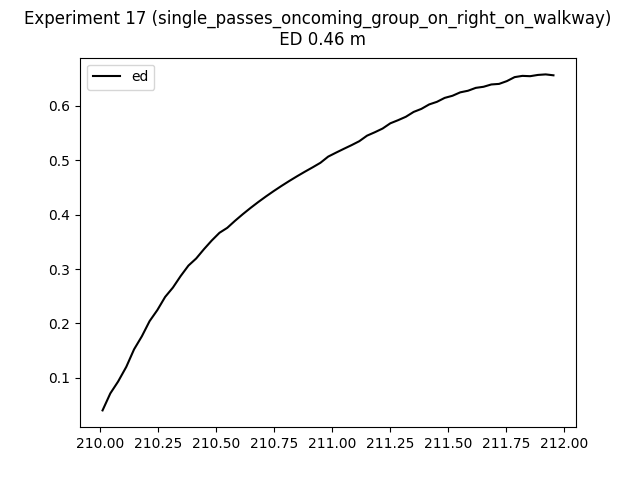 Experiment 17 (single_passes_oncoming_group_on_right_on_walkway)
ED 0.46 m
ed
0.6
0.5
0.4
0.3
0.2
0.1
210.00 210.25 210.50 210.75 211.00 211.25 211.50 211.75 212.00